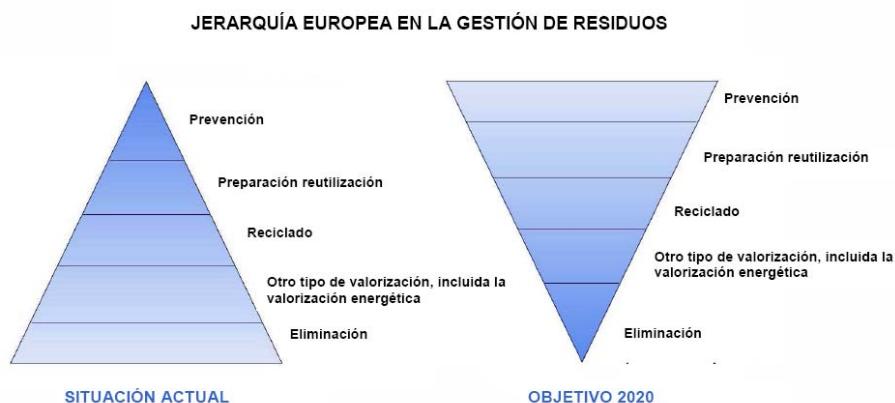 JERARQUÍA EUROPEA EN LA GESTIÓN DE RESIDUOS
Prevención
Preparación reutilización
Reciclado
Otro tipo de valorización, incluida la
valorización energética
Eliminación
SITUACIÓN ACTUAL
Prevención
Preparación reutilización
Reciclado
Otro tipo de valorización, incluida la
valorización energética
Eliminación
OBJETIVO 2020